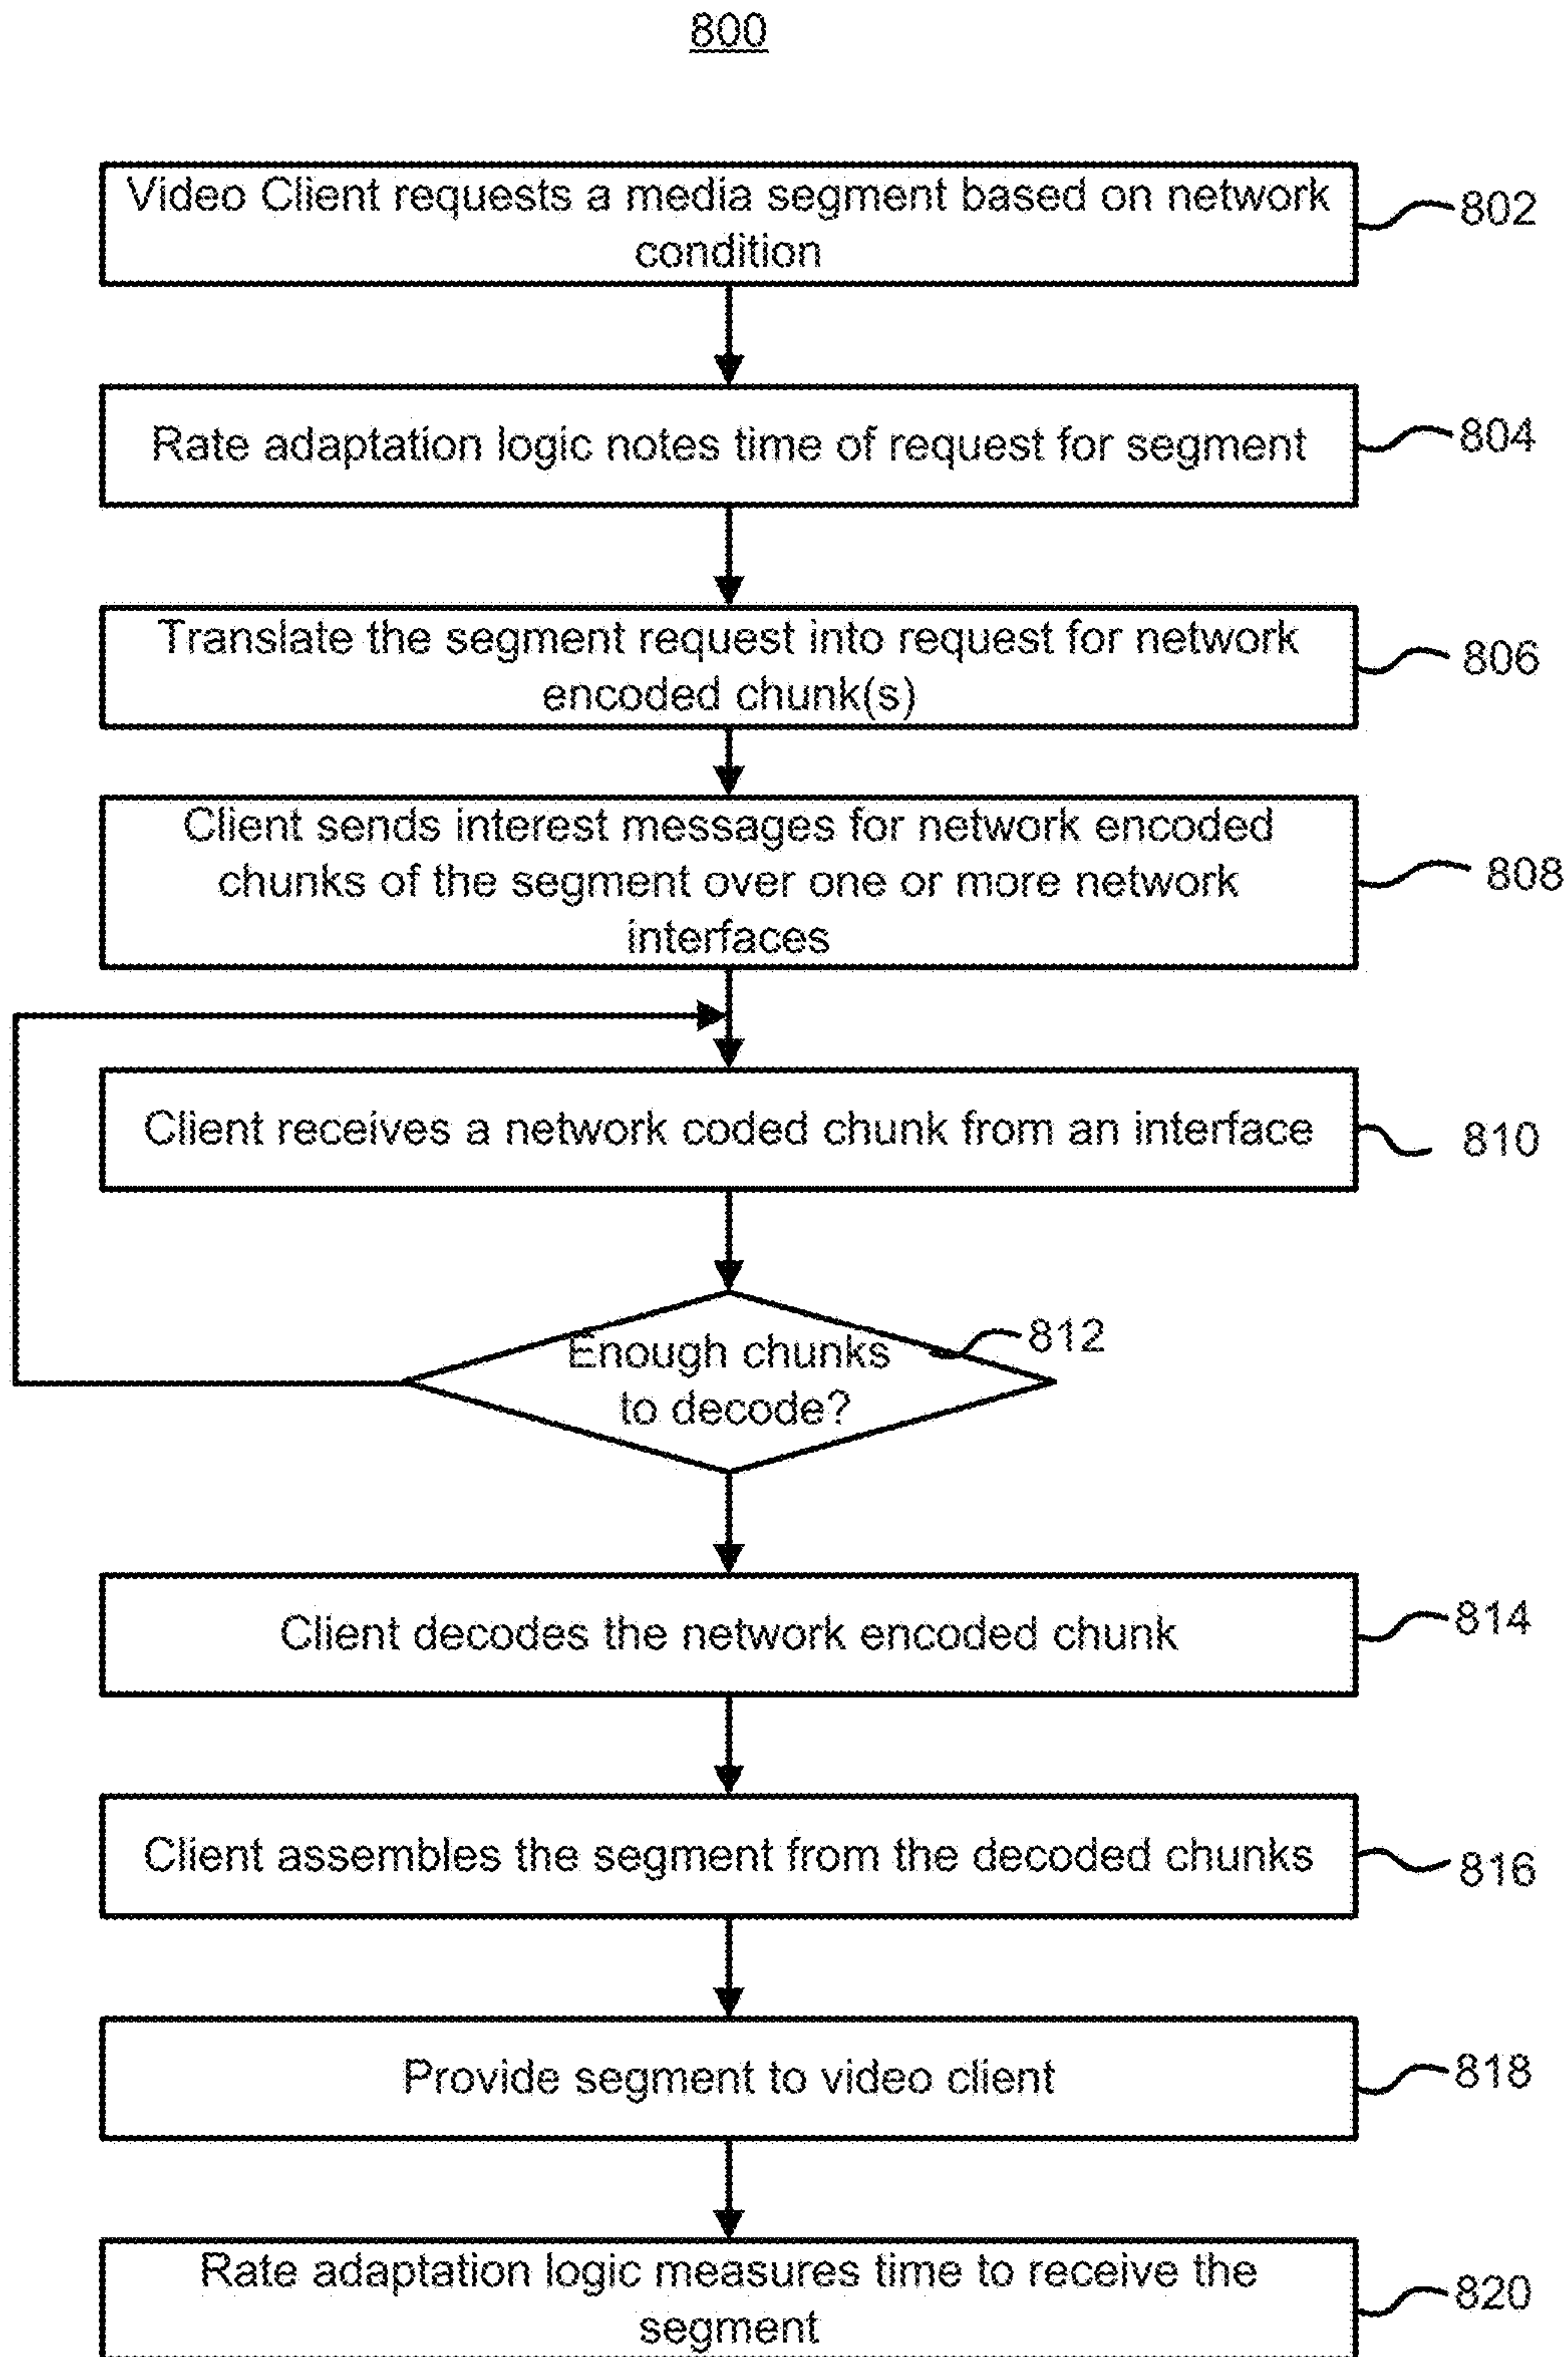 800
Video Client requests a media segment based on network
condition
802
Rate adaptation logic notes time of request for segment
804
Translate the segment request into request for network
encoded chunk(s)
806
Client sends interest messages for network encoded
chunks of the segment over one or more network
interfaces
808
Client receives a network coded chunk from an interface
810
Enough chunks
to decode?
812
Client decodes the network encoded chunk
814
Client assembles the segment from the decoded chunks
816
Provide segment to video client
818
Rate adaptation logic measures time to receive the
segment
820